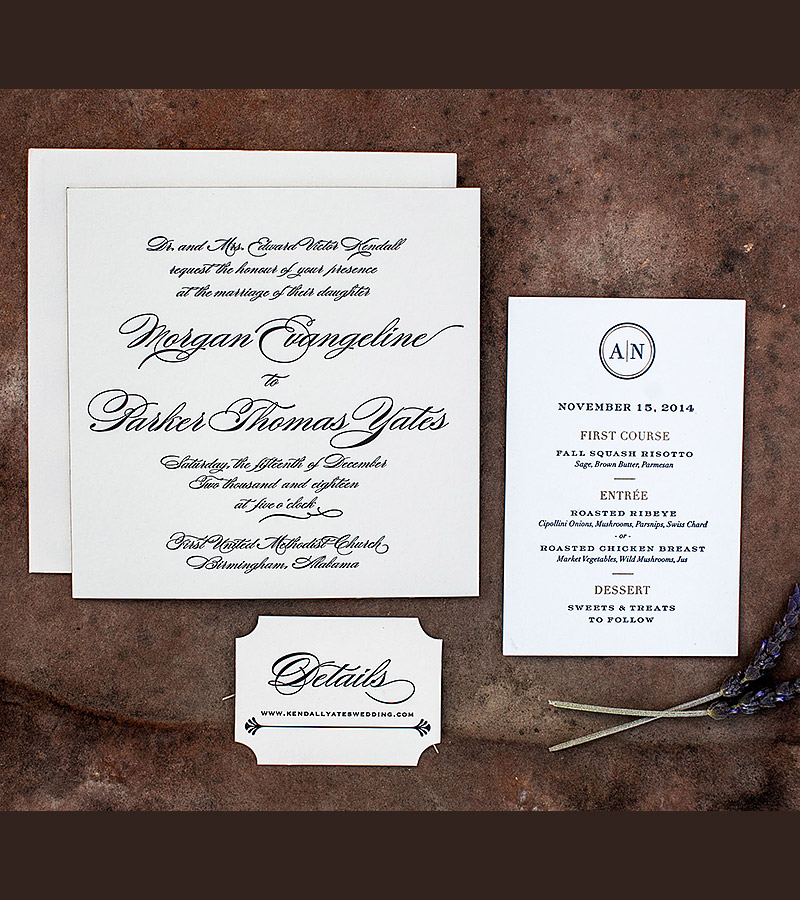 Dr. and Mrs. Edward Victor Kendall
request the honour of your presence
at the marriage of their daughter
Morgan Evangeline
to
Parker Thomas Yates
Saturday, the fifteenth of December
Two thousand and eighteen
at five o'clock
First United Methodist Church
Birmingham, Alabama
Details
WWW.KENDALLYATESWEDDING.COM
A|N
NOVEMBER 15, 2014
FIRST COURSE
FALL SQUASH RISOTTO
Sage, Brown Butter, Parmesan
ENTRÉE
ROASTED RIBEYE
Cipollini Onions, Mushrooms, Parsnips, Swiss Chard
- or -
ROASTED CHICKEN BREAST
Market Vegetables, Wild Mushrooms, Jus
DESSERT
SWEETS & TREATS
TO FOLLOW